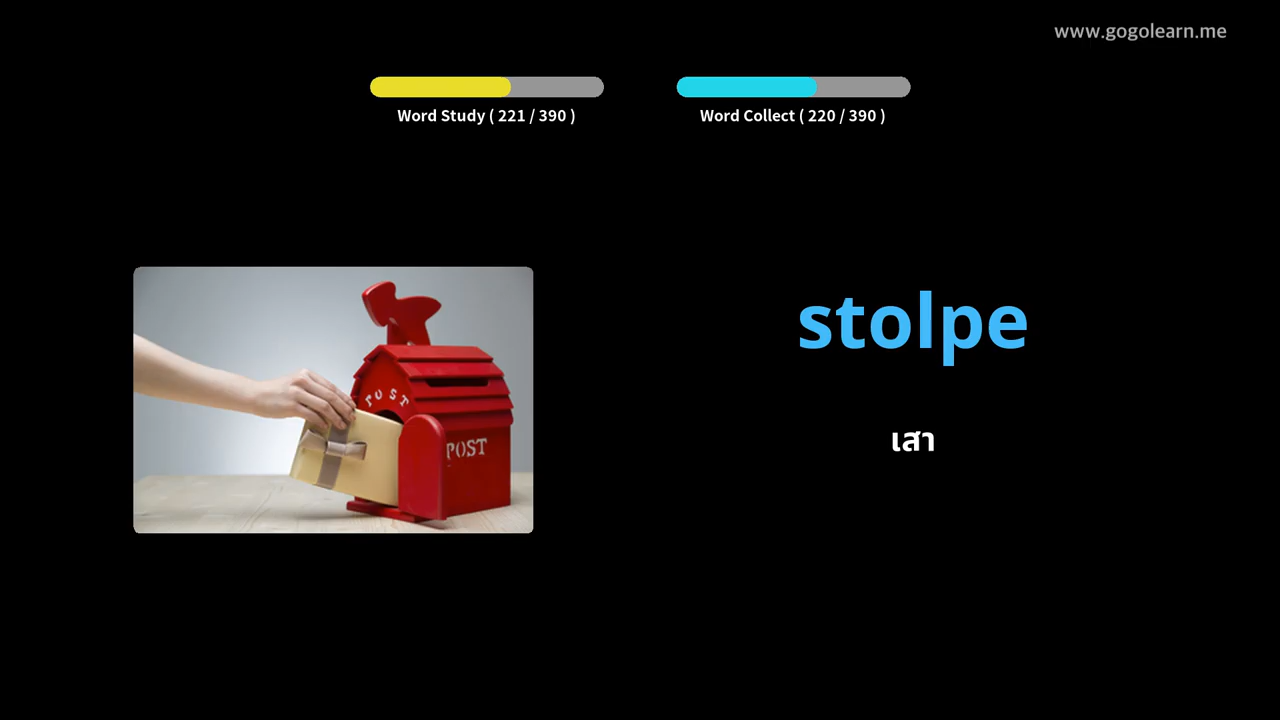 www.gogolearn.me
Word Study ( 221 / 390 )
Word Collect ( 220 / 390 )
POST
POST
stolpe
เสา